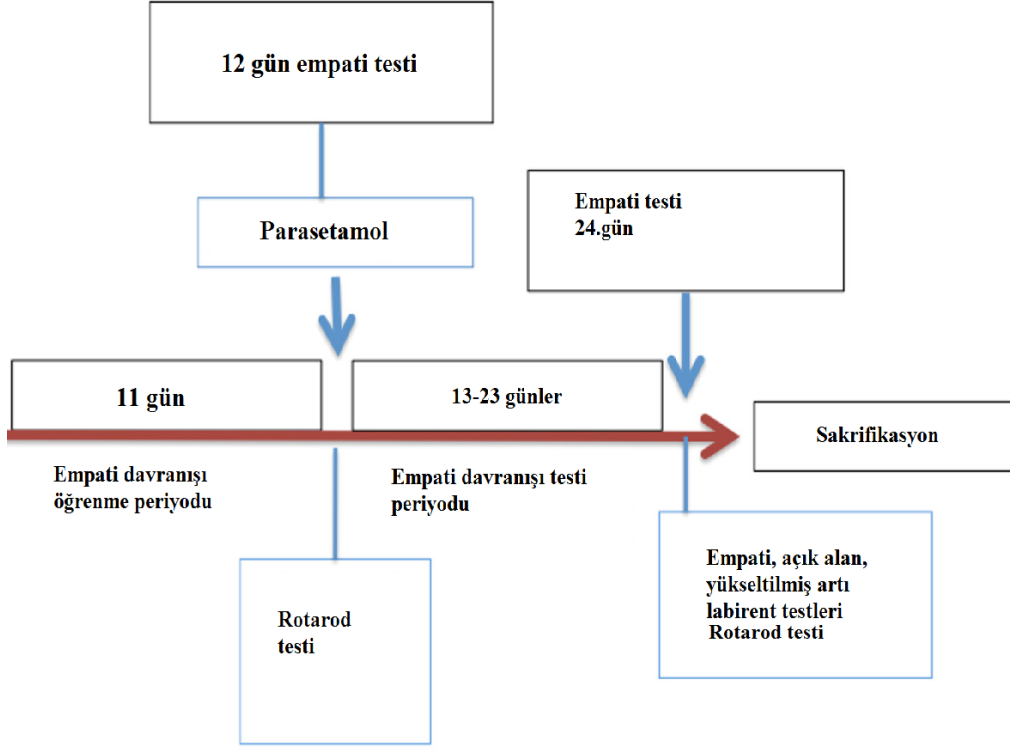 12 gün empati testi
Parasetamol
Empati testi
24.gün
11 gün
13-23 günler
Sakrifikasyon
Empati davranışı
öğrenme periyodu
Empati davranışı testi
periyodu
Rotarod
testi
Empati, açık alan,
yükseltilmiş artı
labirent testleri
Rotarod testi